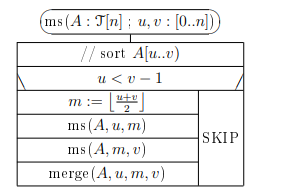 ms(A : 𝔗[n] ; u, v : [0..n])
// sort A[u..v)
u < v − 1
m := ⌊(u+v)/2⌋
ms(A, u, m)
SKIP
ms(A, m, v)
merge(A, u, m, v)